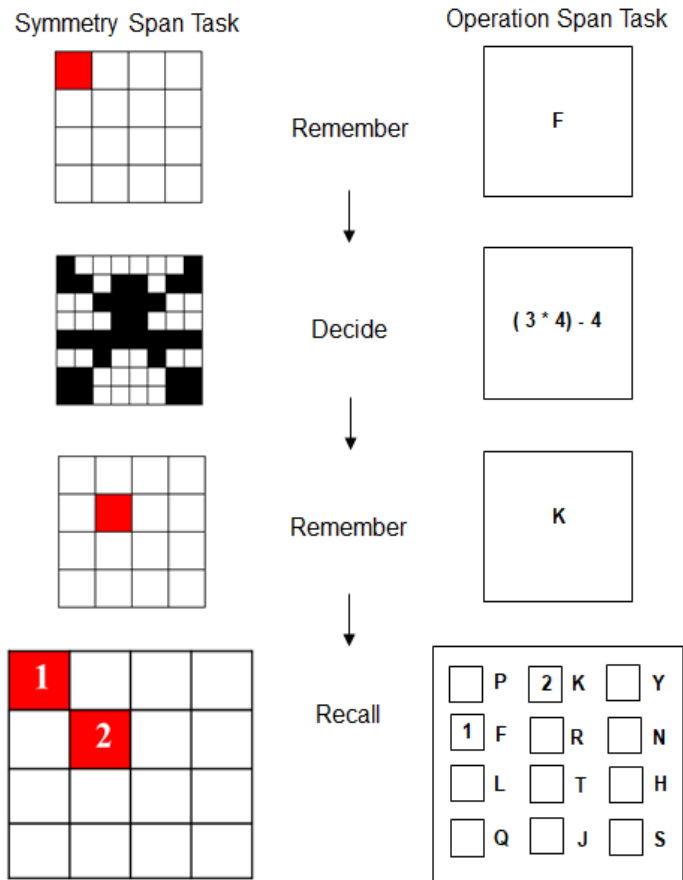 Symmetry Span Task
Operation Span Task
Remember
F
Decide
( 3 * 4) - 4
Remember
K
Recall
1
2
P 2 K Y
1 F R N
L T H
Q J S